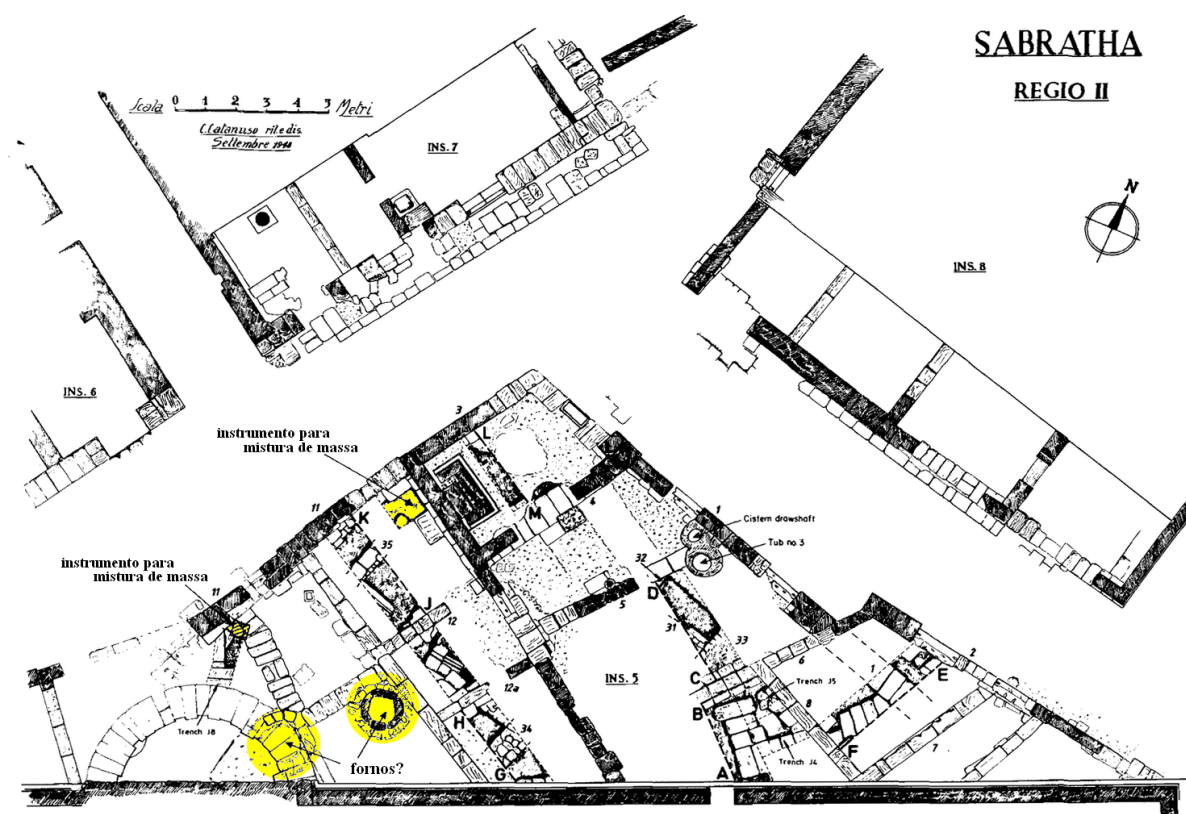 SABRATHA
REGIO II
Scala 0 1 2 3 4 5 Metri
C. Catanuso ril. e dis.
Settembre 1948
INS. 7
N
INS. 8
INS. 6
3
instrumento para
mistura de massa
L
M
4
11
K
35
1
Cistern drawshaft
Tub no. 3
32
instrumento para
mistura de massa
11
J
12
D
5
31
33
6
2
12a
INS. 5
C
1
E
Trench J5
B
8
H
34
7
Trench J8
F
Trench J4
fornos?
G
A